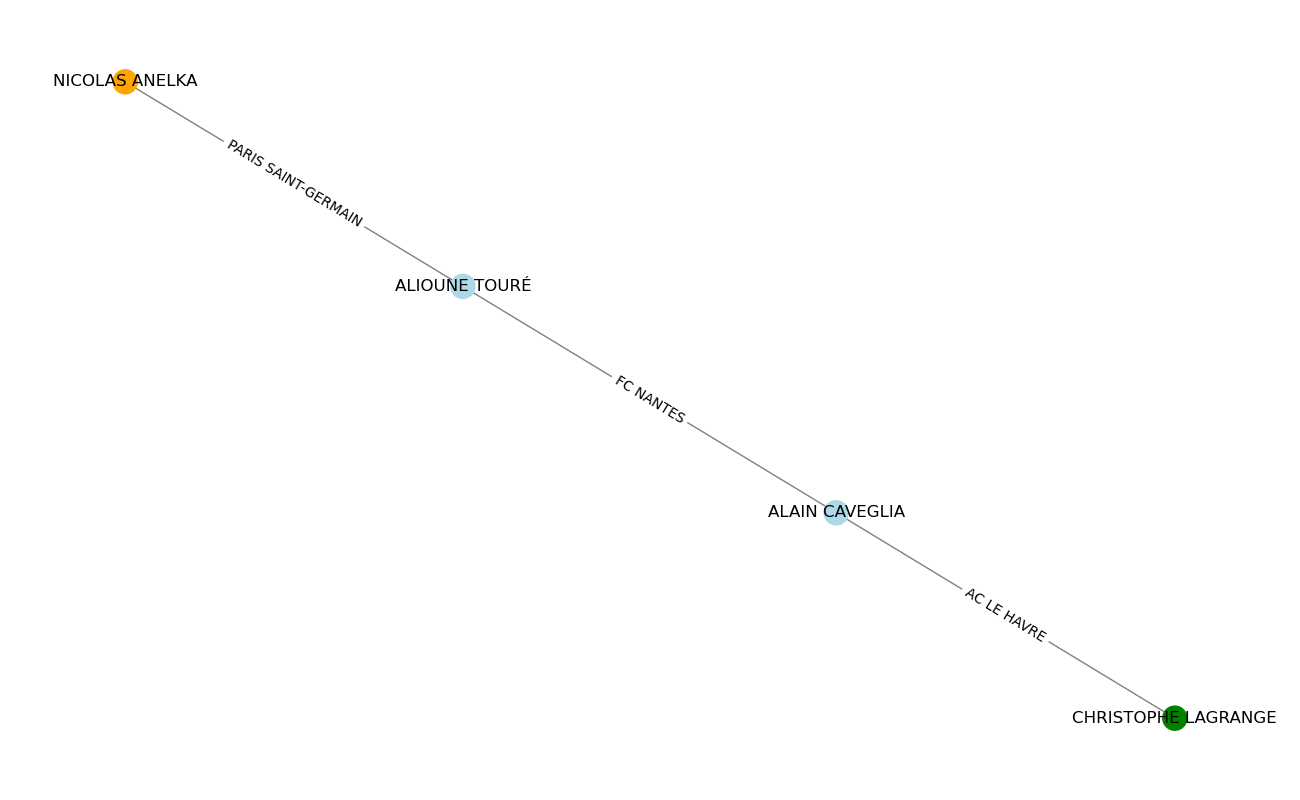 NICOLAS ANELKA
PARIS SAINT-GERMAIN
ALIOUNE TOURÉ
FC NANTES
ALAIN CAVEGLIA
AC LE HAVRE
CHRISTOPHE LAGRANGE